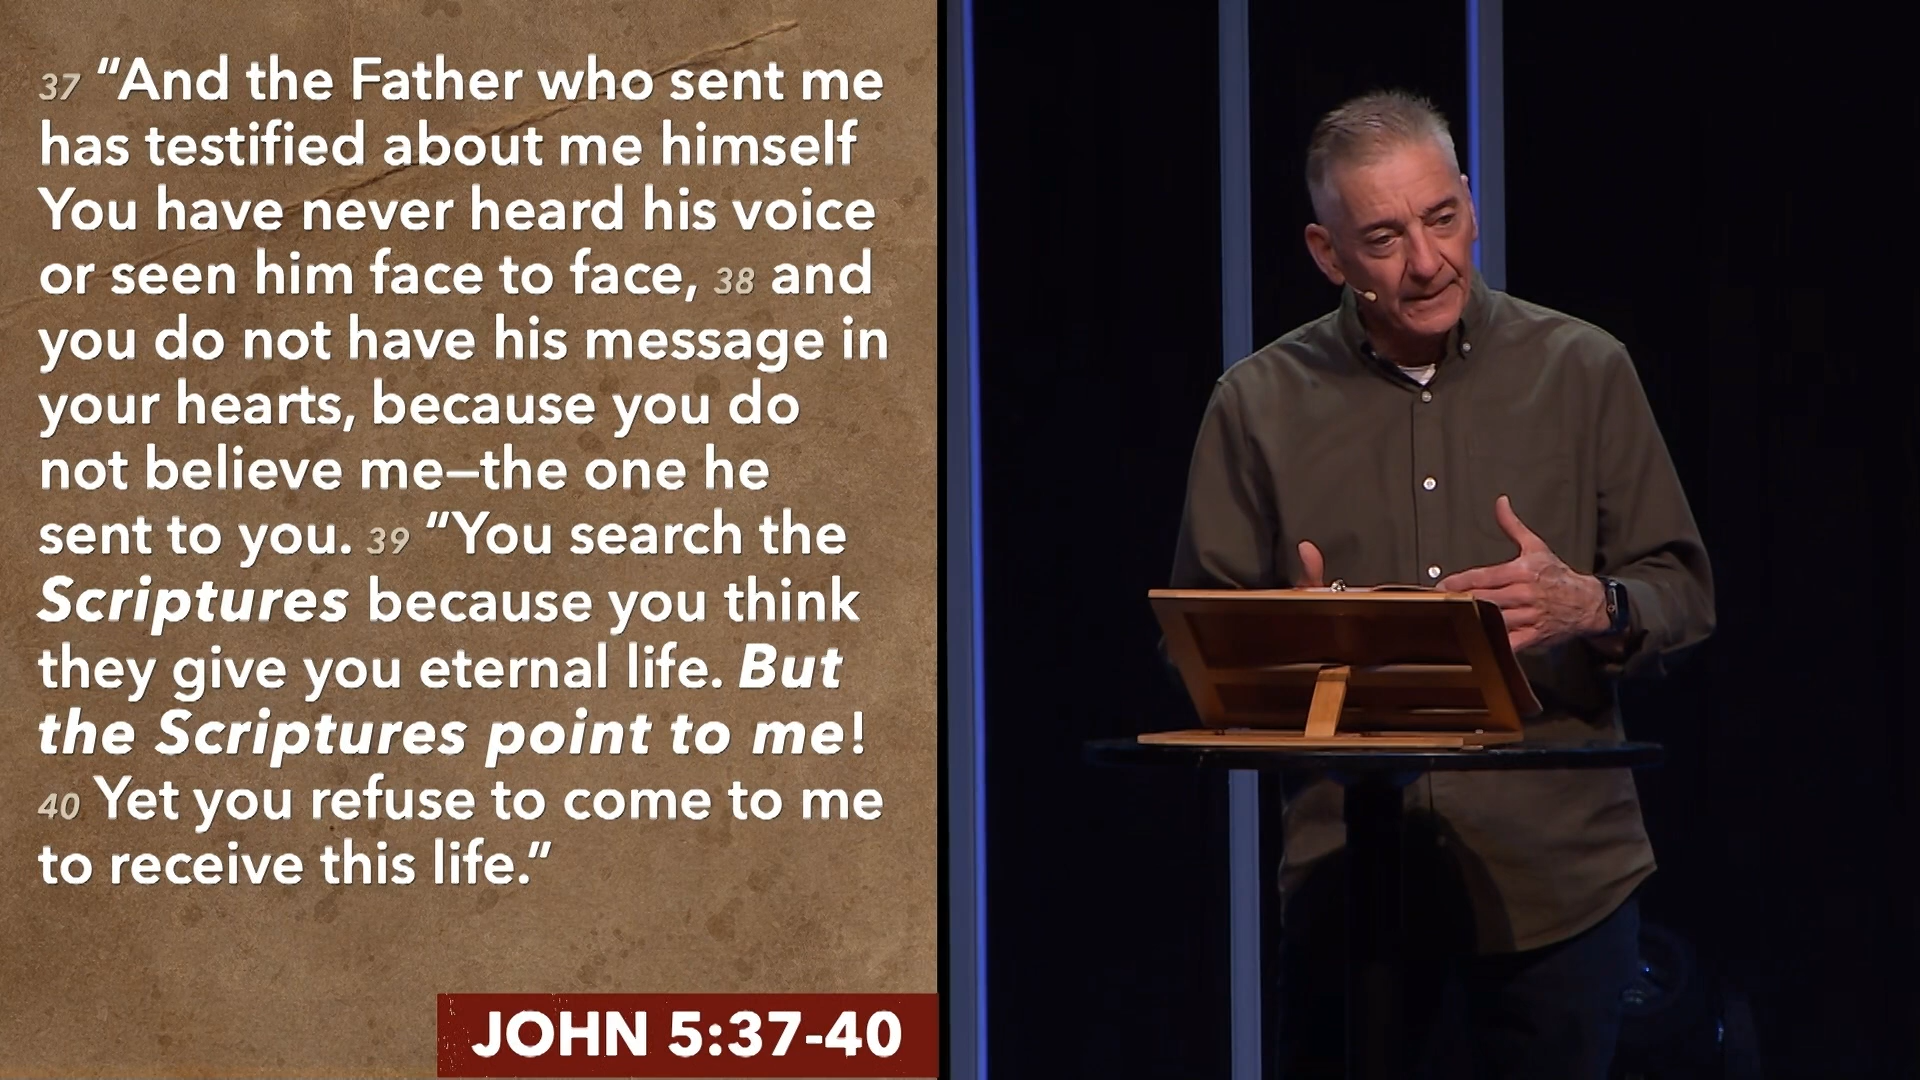 37 “And the Father who sent me
has testified about me himself
You have never heard his voice
or seen him face to face, 38 and
you do not have his message in
your hearts, because you do
not believe me—the one he
sent to you. 39 “You search the
Scriptures because you think
they give you eternal life. But
the Scriptures point to me!
40 Yet you refuse to come to me
to receive this life.”
JOHN 5:37-40